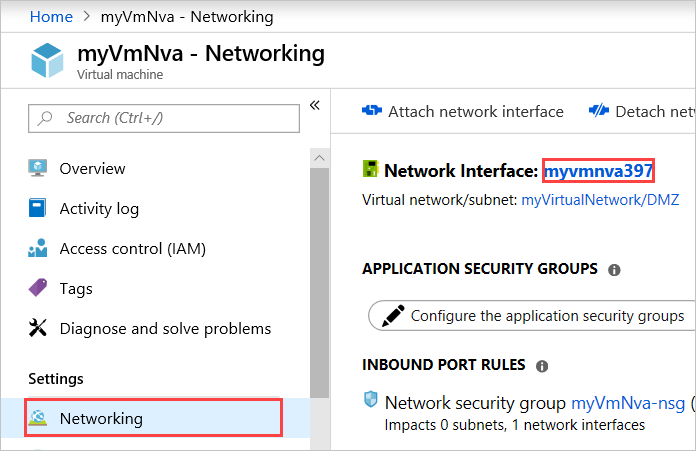 Home > myVmNva - Networking
myVmNva - Networking
Virtual machine
Search (Ctrl+/)
«
Overview
Activity log
Access control (IAM)
Tags
Diagnose and solve problems
Settings
Networking
Attach network interface Detach net
Network Interface: myvmnva397
Virtual network/subnet: myVirtualNetwork/DMZ
APPLICATION SECURITY GROUPS
Configure the application security groups
INBOUND PORT RULES
Network security group myVmNva-nsg (
Impacts 0 subnets, 1 network interfaces